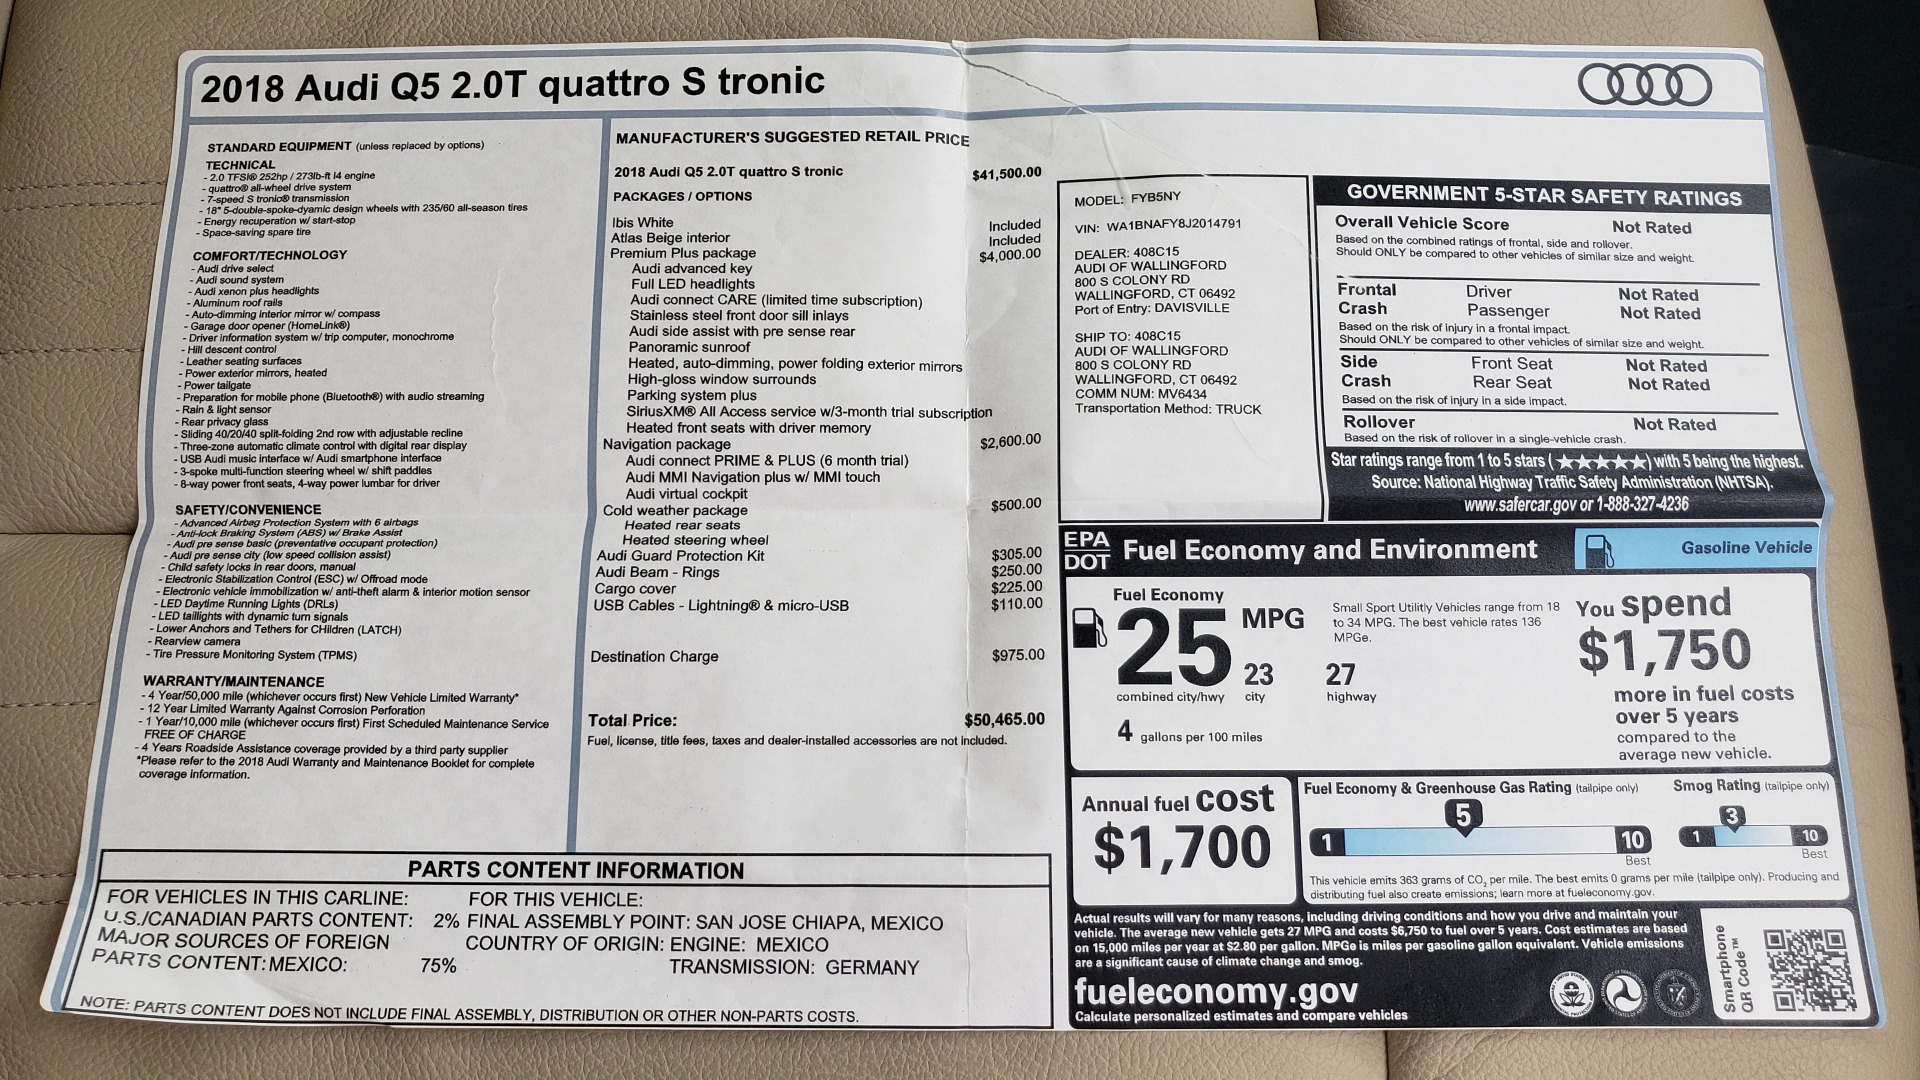 2018 Audi Q5 2.0T quattro S tronic
STANDARD EQUIPMENT (unless replaced by options)
TECHNICAL
- 2.0 TFSI® 252hp / 273lb-ft I4 engine
- quattro® all-wheel drive system
- 7-speed S tronic® transmission
- 18" 5-double-spoke-dyamic design wheels with 235/60 all-season tires
- Energy recuperation w/ start-stop
- Space-saving spare tire
COMFORT/TECHNOLOGY
- Audi drive select
- Audi sound system
- Audi xenon plus headlights
- Aluminum roof rails
- Auto-dimming interior mirror w/ compass
- Garage door opener (HomeLink®)
- Driver information system w/ trip computer, monochrome
- Hill descent control
- Leather seating surfaces
- Power exterior mirrors, heated
- Power tailgate
- Preparation for mobile phone (Bluetooth®) with audio streaming
- Rain & light sensor
- Rear privacy glass
- Sliding 40/20/40 split-folding 2nd row with adjustable recline
- Three-zone automatic climate control with digital rear display
- USB Audi music interface w/ Audi smartphone interface
- 3-spoke multi-function steering wheel w/ shift paddles
- 8-way power front seats, 4-way power lumbar for driver
SAFETY/CONVENIENCE
- Advanced Airbag Protection System with 6 airbags
- Anti-lock Braking System (ABS) w/ Brake Assist
- Audi pre sense basic (preventative occupant protection)
- Audi pre sense city (low speed collision assist)
- Child safety locks in rear doors, manual
- Electronic Stabilization Control (ESC) w/ Offroad mode
- Electronic vehicle immobilization w/ anti-theft alarm & interior motion sensor
- LED Daytime Running Lights (DRLs)
- LED taillights with dynamic turn signals
- Lower Anchors and Tethers for CHildren (LATCH)
- Rearview camera
- Tire Pressure Monitoring System (TPMS)
WARRANTY/MAINTENANCE
- 4 Year/50,000 mile (whichever occurs first) New Vehicle Limited Warranty*
- 12 Year Limited Warranty Against Corrosion Perforation
- 1 Year/10,000 mile (whichever occurs first) First Scheduled Maintenance Service
FREE OF CHARGE
- 4 Years Roadside Assistance coverage provided by a third party supplier
*Please refer to the 2018 Audi Warranty and Maintenance Booklet for complete
coverage information.
MANUFACTURER'S SUGGESTED RETAIL PRICE
2018 Audi Q5 2.0T quattro S tronic $41,500.00
PACKAGES / OPTIONS
Ibis White Included
Atlas Beige interior Included
Premium Plus package $4,000.00
Audi advanced key
Full LED headlights
Audi connect CARE (limited time subscription)
Stainless steel front door sill inlays
Audi side assist with pre sense rear
Panoramic sunroof
Heated, auto-dimming, power folding exterior mirrors
High-gloss window surrounds
Parking system plus
SiriusXM® All Access service w/3-month trial subscription
Heated front seats with driver memory
Navigation package $2,600.00
Audi connect PRIME & PLUS (6 month trial)
Audi MMI Navigation plus w/ MMI touch
Audi virtual cockpit
Cold weather package $500.00
Heated rear seats
Heated steering wheel
Audi Guard Protection Kit $305.00
Audi Beam - Rings $250.00
Cargo cover $225.00
USB Cables - Lightning® & micro-USB $110.00
Destination Charge $975.00
Total Price: $50,465.00
Fuel, license, title fees, taxes and dealer-installed accessories are not included.
MODEL: FYB5NY
VIN: WA1BNAFY8J2014791
DEALER: 408C15
AUDI OF WALLINGFORD
800 S COLONY RD
WALLINGFORD, CT 06492
Port of Entry: DAVISVILLE
SHIP TO: 408C15
AUDI OF WALLINGFORD
800 S COLONY RD
WALLINGFORD, CT 06492
COMM NUM: MV6434
Transportation Method: TRUCK
GOVERNMENT 5-STAR SAFETY RATINGS
Overall Vehicle Score Not Rated
Based on the combined ratings of frontal, side and rollover.
Should ONLY be compared to other vehicles of similar size and weight.
Frontal Driver Not Rated
Crash Passenger Not Rated
Based on the risk of injury in a frontal impact.
Should ONLY be compared to other vehicles of similar size and weight.
Side Front Seat Not Rated
Crash Rear Seat Not Rated
Based on the risk of injury in a side impact.
Rollover Not Rated
Based on the risk of rollover in a single-vehicle crash.
Star ratings range from 1 to 5 stars (★★★★★) with 5 being the highest.
Source: National Highway Traffic Safety Administration (NHTSA).
www.safercar.gov or 1-888-327-4236
EPA
DOT
Fuel Economy and Environment
Gasoline Vehicle
Fuel Economy
25 MPG
combined city/hwy
23
city
27
highway
4 gallons per 100 miles
Small Sport Utilitly Vehicles range from 18
to 34 MPG. The best vehicle rates 136
MPGe.
You spend
$1,750
more in fuel costs
over 5 years
compared to the
average new vehicle.
Annual fuel cost
$1,700
Fuel Economy & Greenhouse Gas Rating (tailpipe only)
5
1 10
Best
Smog Rating (tailpipe only)
3
1 10
Best
This vehicle emits 363 grams of CO2 per mile. The best emits 0 grams per mile (tailpipe only). Producing and
distributing fuel also create emissions; learn more at fueleconomy.gov.
Actual results will vary for many reasons, including driving conditions and how you drive and maintain your
vehicle. The average new vehicle gets 27 MPG and costs $6,750 to fuel over 5 years. Cost estimates are based
on 15,000 miles per year at $2.80 per gallon. MPGe is miles per gasoline gallon equivalent. Vehicle emissions
are a significant cause of climate change and smog.
fueleconomy.gov
Calculate personalized estimates and compare vehicles
Smartphone
QR Code™
PARTS CONTENT INFORMATION
FOR VEHICLES IN THIS CARLINE:
U.S./CANADIAN PARTS CONTENT: 2%
MAJOR SOURCES OF FOREIGN
PARTS CONTENT: MEXICO: 75%
FOR THIS VEHICLE:
FINAL ASSEMBLY POINT: SAN JOSE CHIAPA, MEXICO
COUNTRY OF ORIGIN: ENGINE: MEXICO
TRANSMISSION: GERMANY
NOTE: PARTS CONTENT DOES NOT INCLUDE FINAL ASSEMBLY, DISTRIBUTION OR OTHER NON-PARTS COSTS.